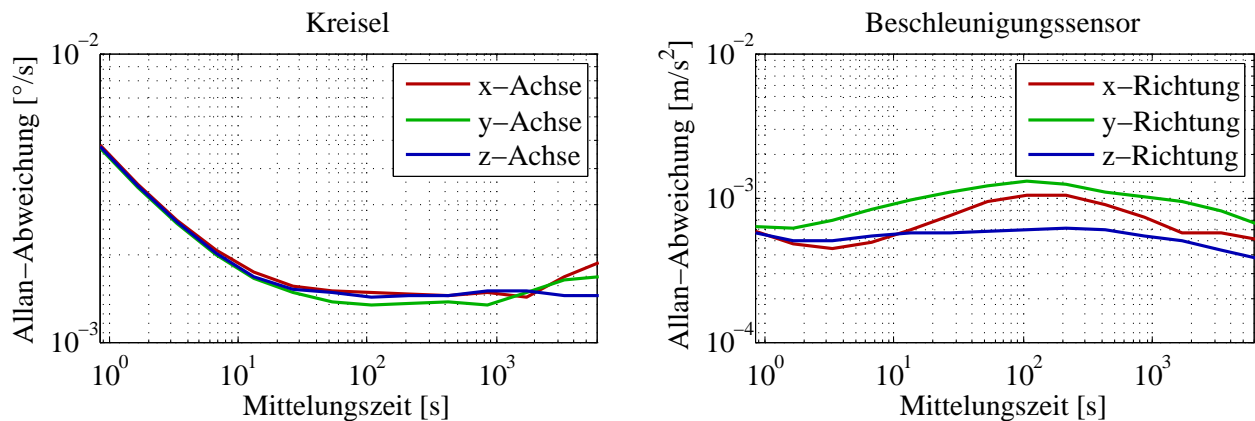 Kreisel
Allan−Abweichung [°/s]
10^-2
10^-3
x−Achse
y−Achse
z−Achse
10^0 10^1 10^2 10^3
Mittelungszeit [s]
Beschleunigungssensor
Allan−Abweichung [m/s^2]
10^-2
10^-3
10^-4
x−Richtung
y−Richtung
z−Richtung
10^0 10^1 10^2 10^3
Mittelungszeit [s]